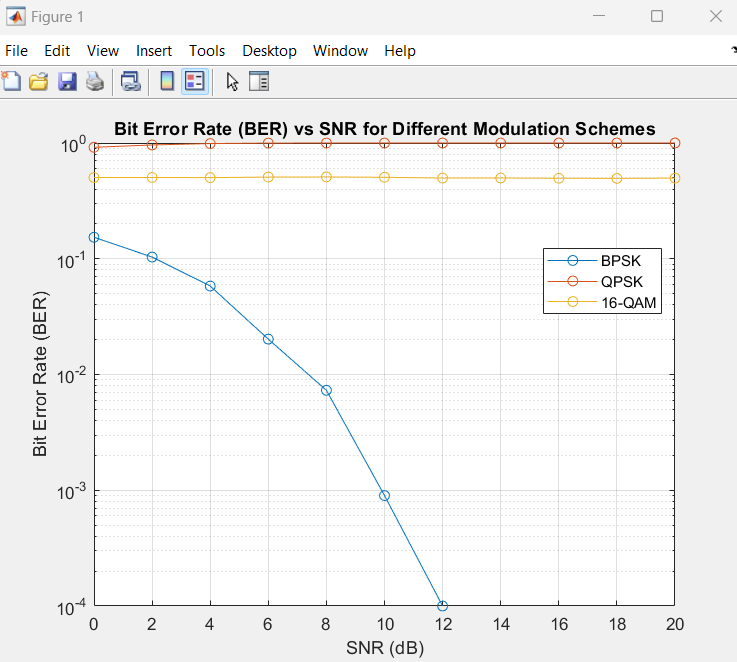 Figure 1
File Edit View Insert Tools Desktop Window Help
Bit Error Rate (BER) vs SNR for Different Modulation Schemes
10^0
10^-1
10^-2
10^-3
10^-4
Bit Error Rate (BER)
BPSK
QPSK
16-QAM
0 2 4 6 8 10 12 14 16 18 20
SNR (dB)